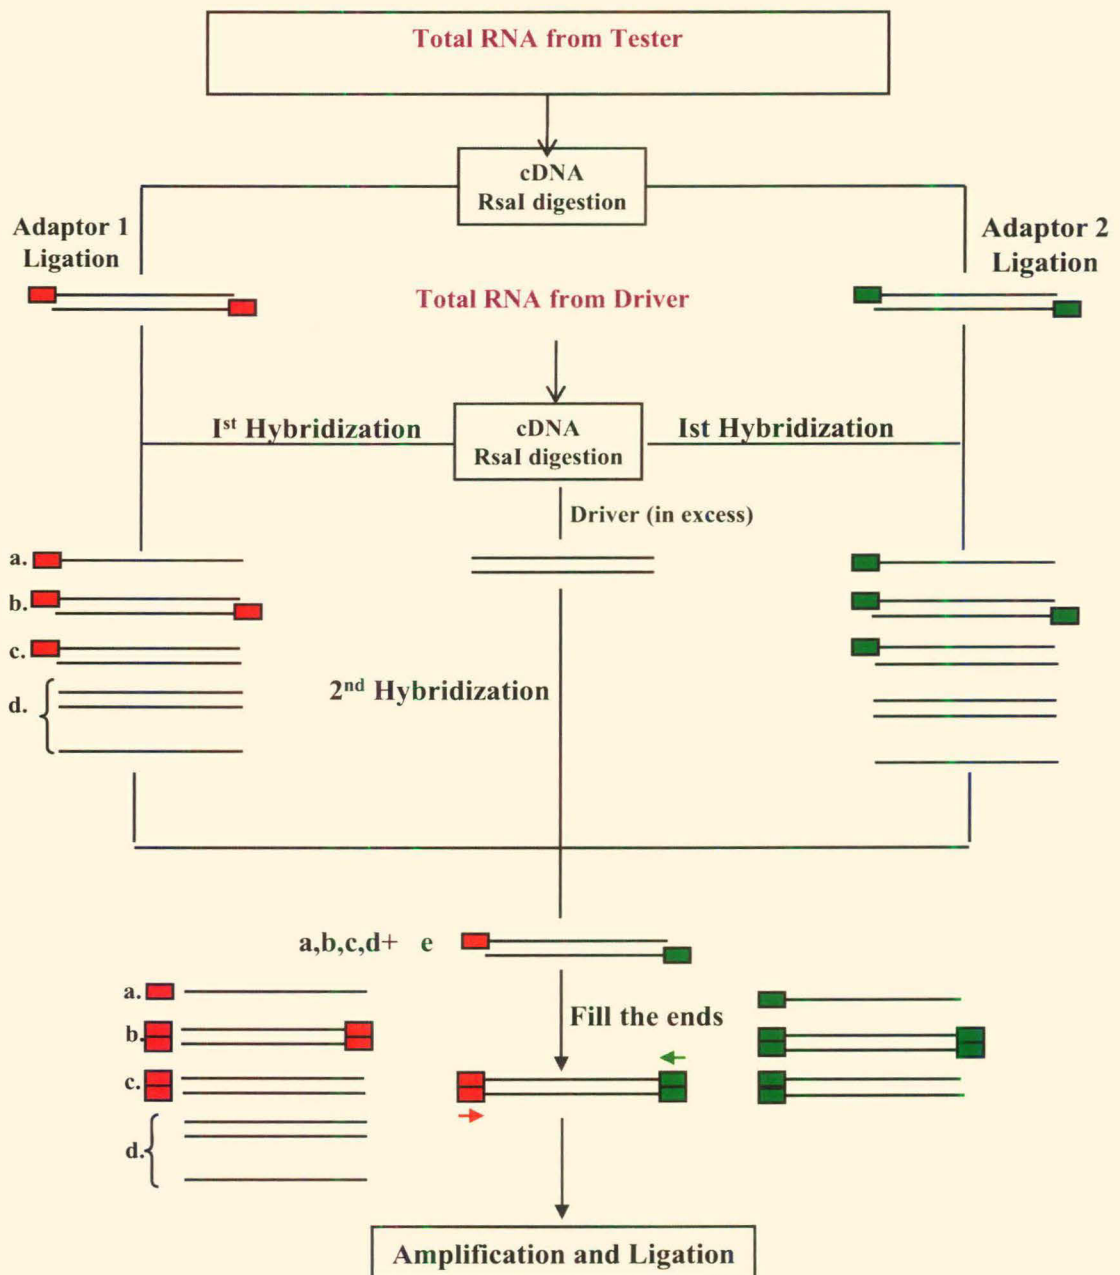 Total RNA from Tester
cDNA
RsaI digestion
Adaptor 1
Ligation
Adaptor 2
Ligation
Total RNA from Driver
Ist Hybridization
cDNA
RsaI digestion
Ist Hybridization
Driver (in excess)
a.
b.
c.
d.
2nd Hybridization
a,b,c,d+ e
a.
b.
c.
d.
Fill the ends
Amplification and Ligation